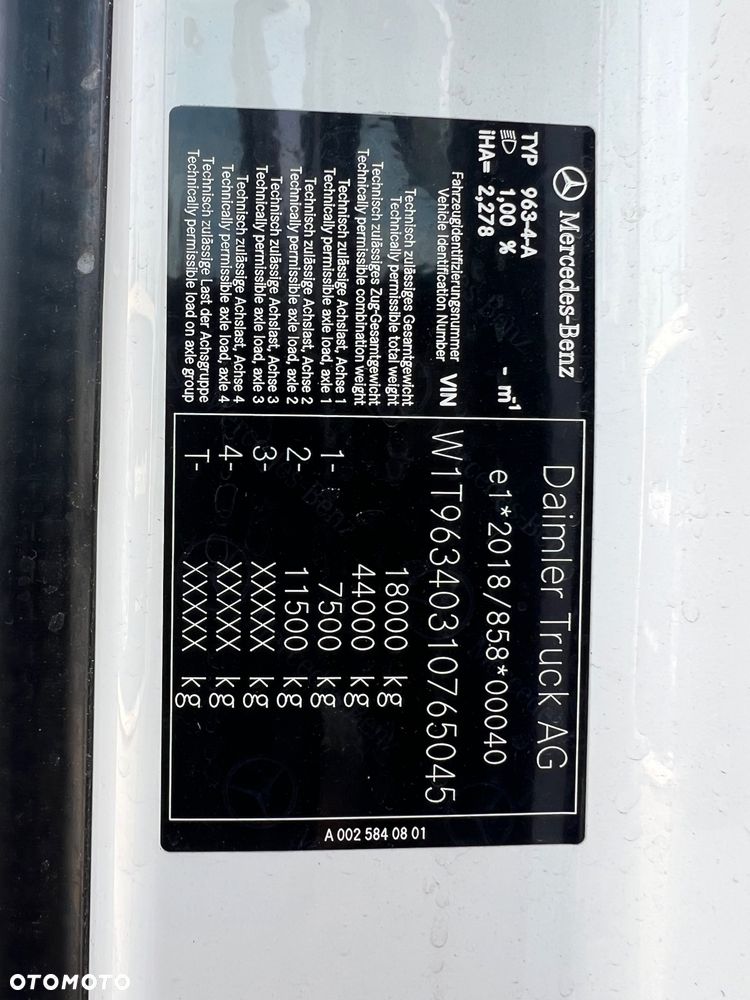 Mercedes-Benz
TYP 963-4-A
1,00 % - m-1
iHA= 2,278
Daimler Truck AG
e1*2018/858*00040
Fahrzeugidentifizierungsnummer
Vehicle Identification Number VIN W1T96340310765045
Technisch zulässiges Gesamtgewicht
Technically permissible total weight 18000 kg
Technisch zulässiges Zug-Gesamtgewicht
Technically permissible combination weight 44000 kg
Technisch zulässige Achslast, Achse 1
Technically permissible axle load, axle 1 1- 7500 kg
Technisch zulässige Achslast, Achse 2
Technically permissible axle load, axle 2 2- 11500 kg
Technisch zulässige Achslast, Achse 3
Technically permissible axle load, axle 3 3- XXXXX kg
Technisch zulässige Achslast, Achse 4
Technically permissible axle load, axle 4 4- XXXXX kg
Technisch zulässige Last der Achsgruppe
Technically permissible load on axle group T- XXXXX kg
A 002 584 08 01
OTOMOTO